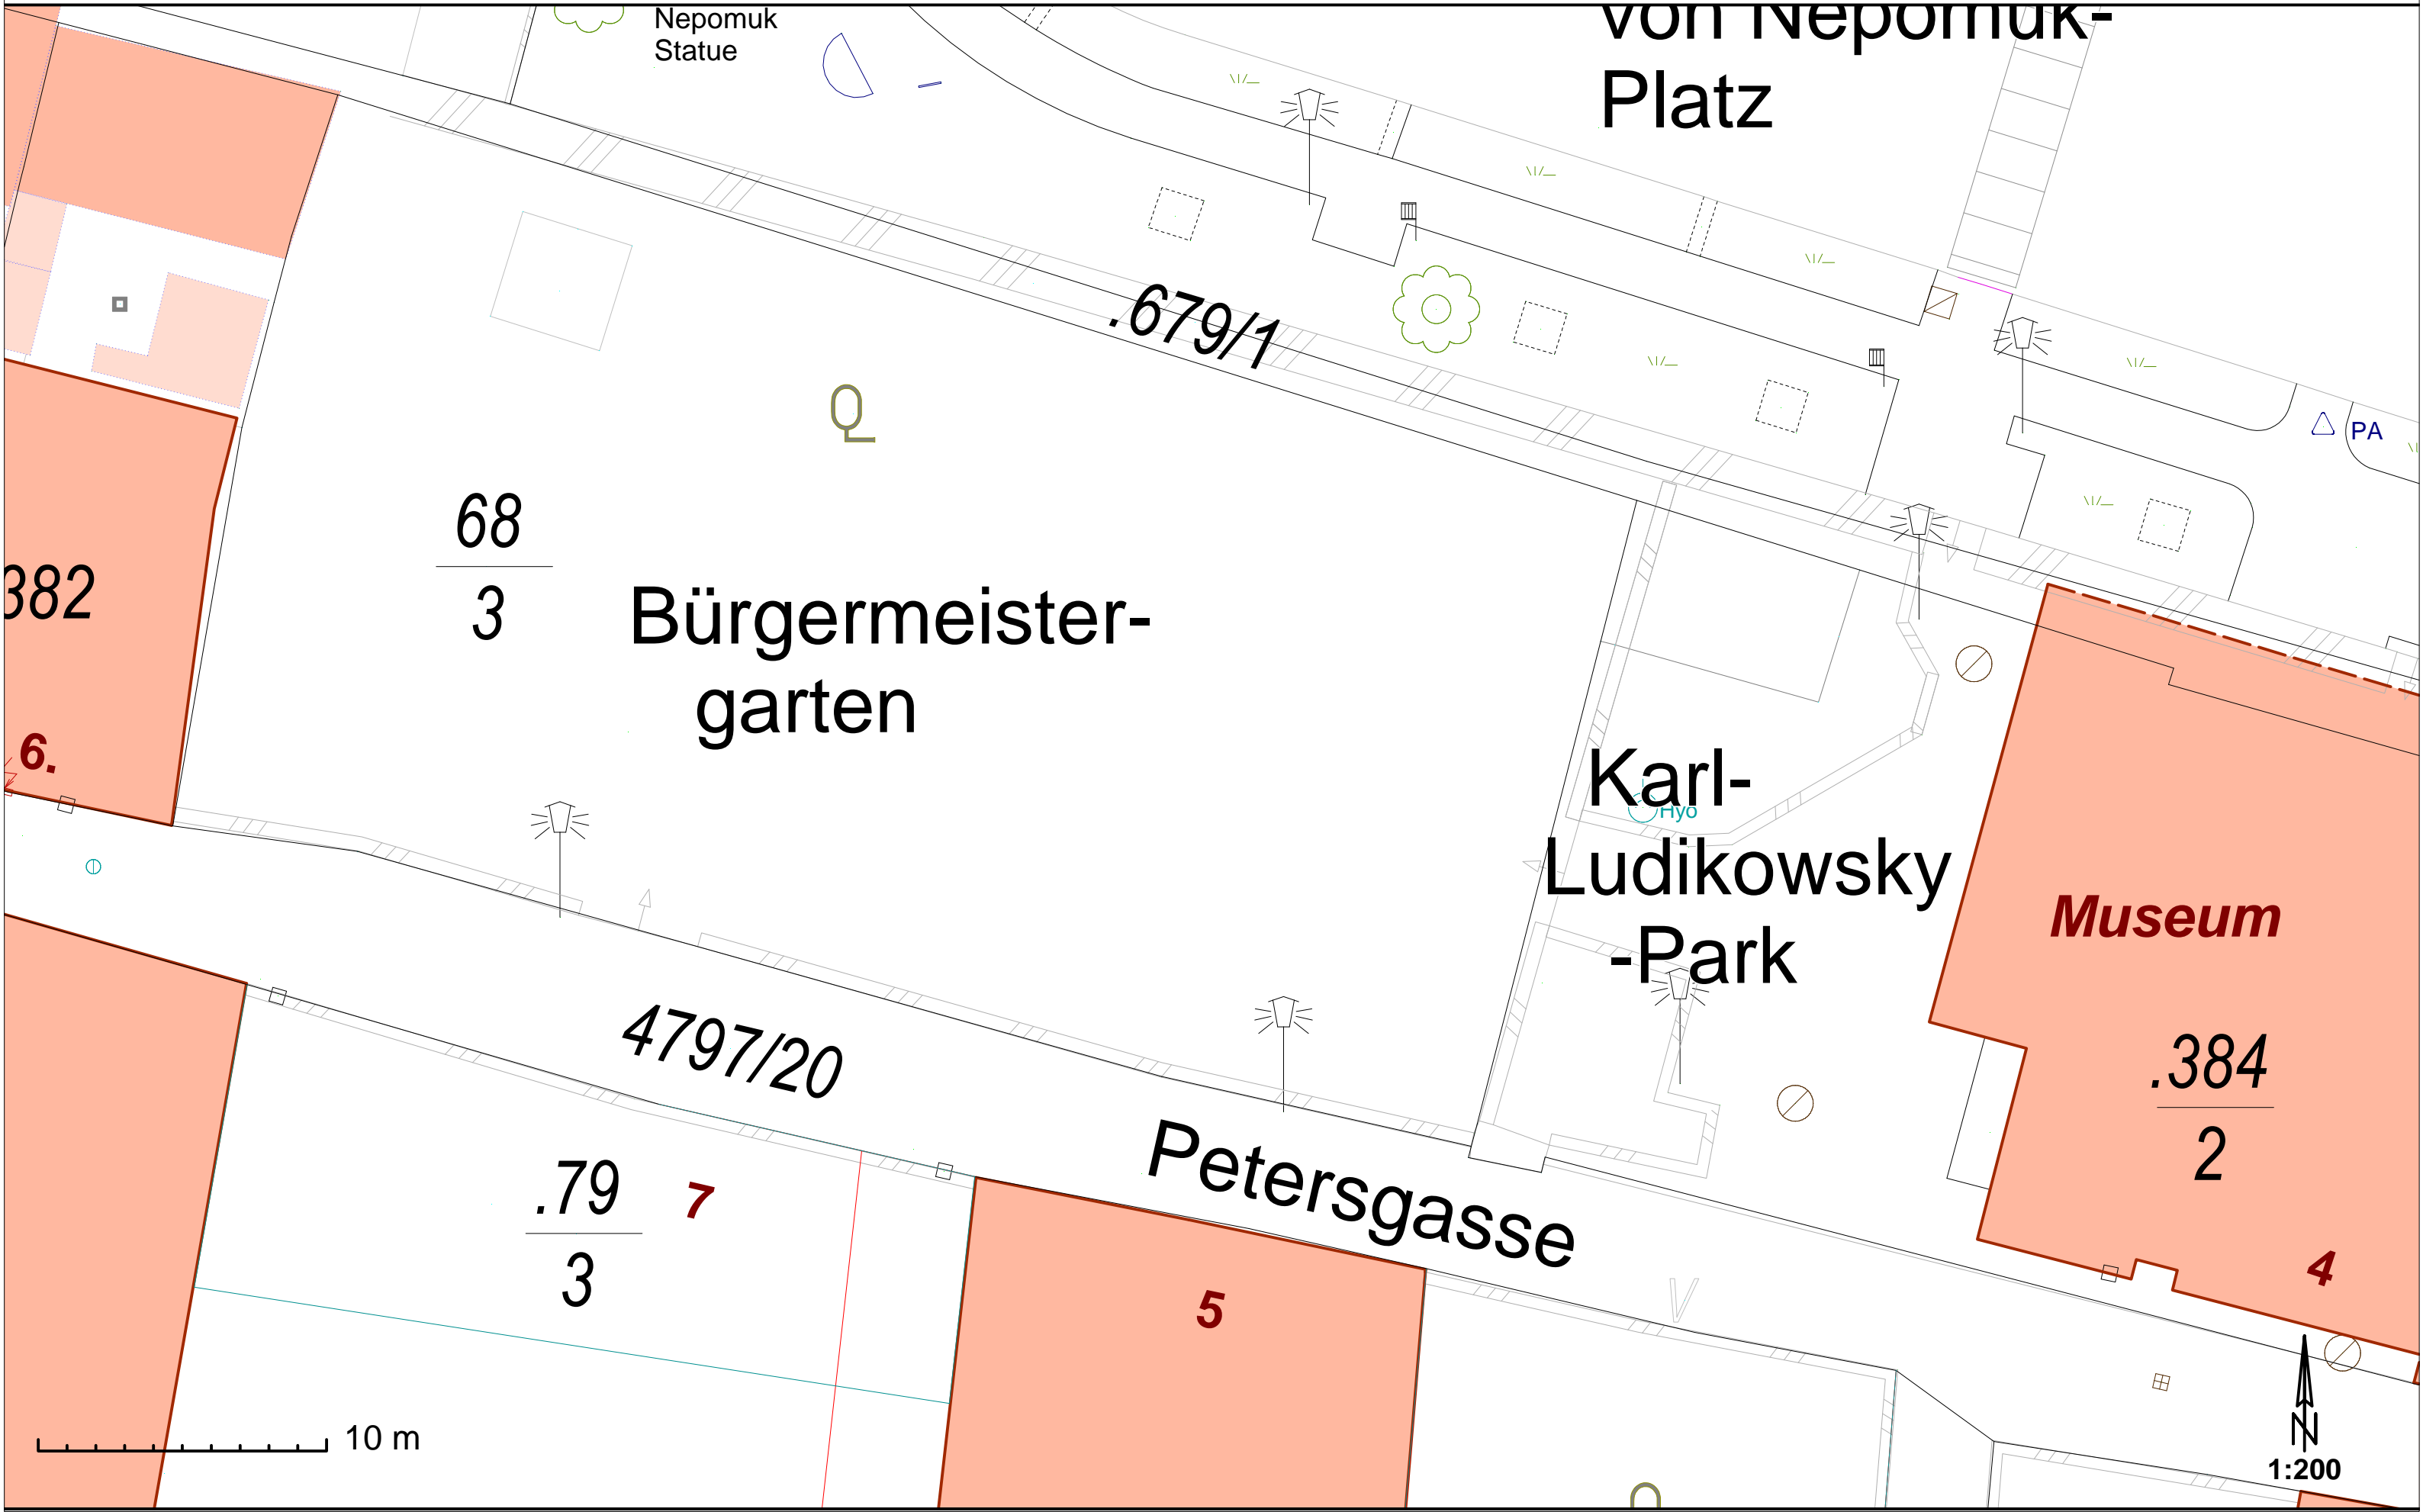 Nepomuk
Statue
von Nepomuk-
Platz
.679/1
PA
68
3
382
Bürgermeister-
garten
6.
Karl-
Hyo
Ludikowsky
-Park
Museum
4797/20
.384
2
Petersgasse
.79
3
7
5
4
10 m
N
1:200